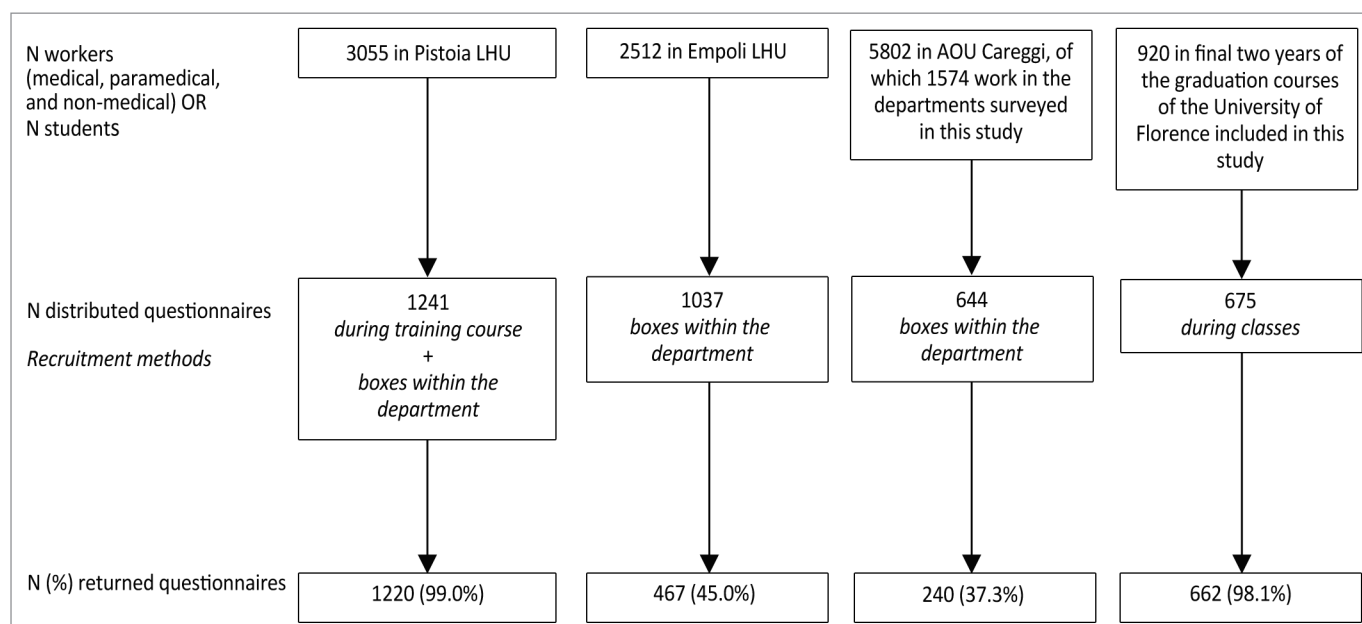 N workers
(medical, paramedical,
and non-medical) OR
N students
3055 in Pistoia LHU
2512 in Empoli LHU
5802 in AOU Careggi, of
which 1574 work in the
departments surveyed
in this study
920 in final two years of
the graduation courses
of the University of
Florence included in this
study
N distributed questionnaires
Recruitment methods
1241
during training course
+
boxes within the
department
1037
boxes within the
department
644
boxes within the
department
675
during classes
N (%) returned questionnaires
1220 (99.0%)
467 (45.0%)
240 (37.3%)
662 (98.1%)